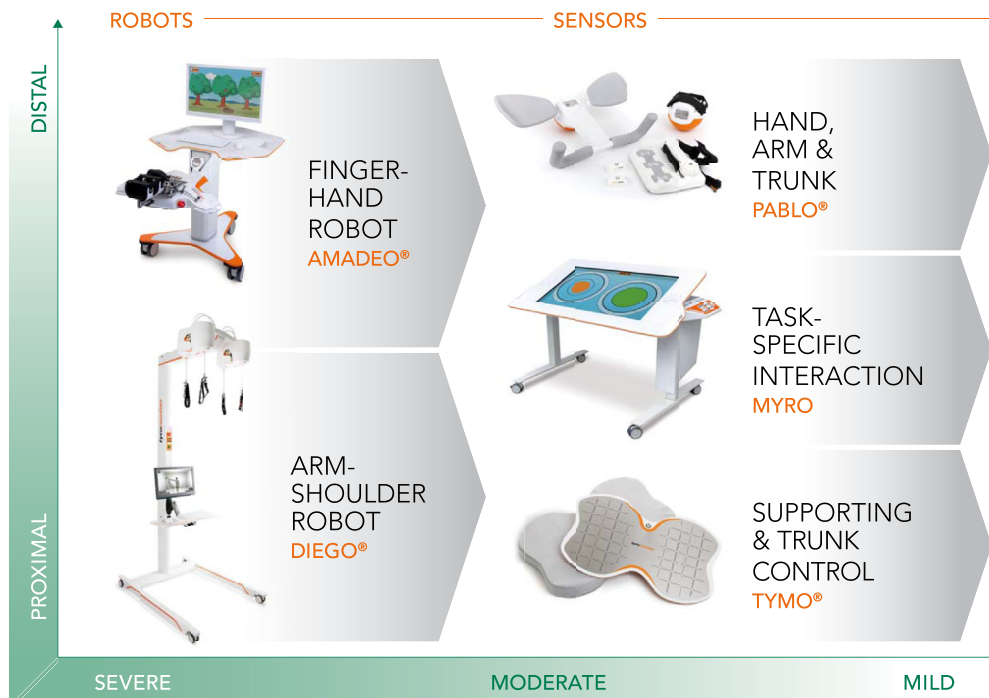 ROBOTS
SENSORS
DISTAL
FINGER-
HAND
ROBOT
AMADEO®
HAND,
ARM &
TRUNK
PABLO®
TASK-
SPECIFIC
INTERACTION
MYRO
ARM-
SHOULDER
ROBOT
DIEGO®
SUPPORTING
& TRUNK
CONTROL
TYMO®
PROXIMAL
SEVERE
MODERATE
MILD